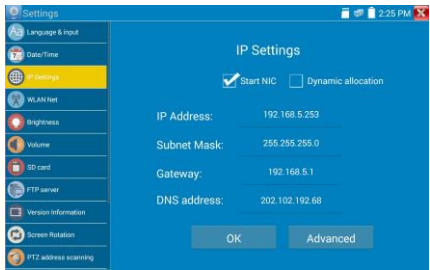 Settings
2:25 PM
Language & input
Date/Time
IP Settings
WLAN Net
Brightness
Volume
SD card
FTP server
Version Information
Screen Rotation
PTZ address scanning
IP Settings
Start NIC
Dynamic allocation
IP Address: 192.168.5.253
Subnet Mask: 255.255.255.0
Gateway: 192.168.5.1
DNS address: 202.102.192.68
OK
Advanced